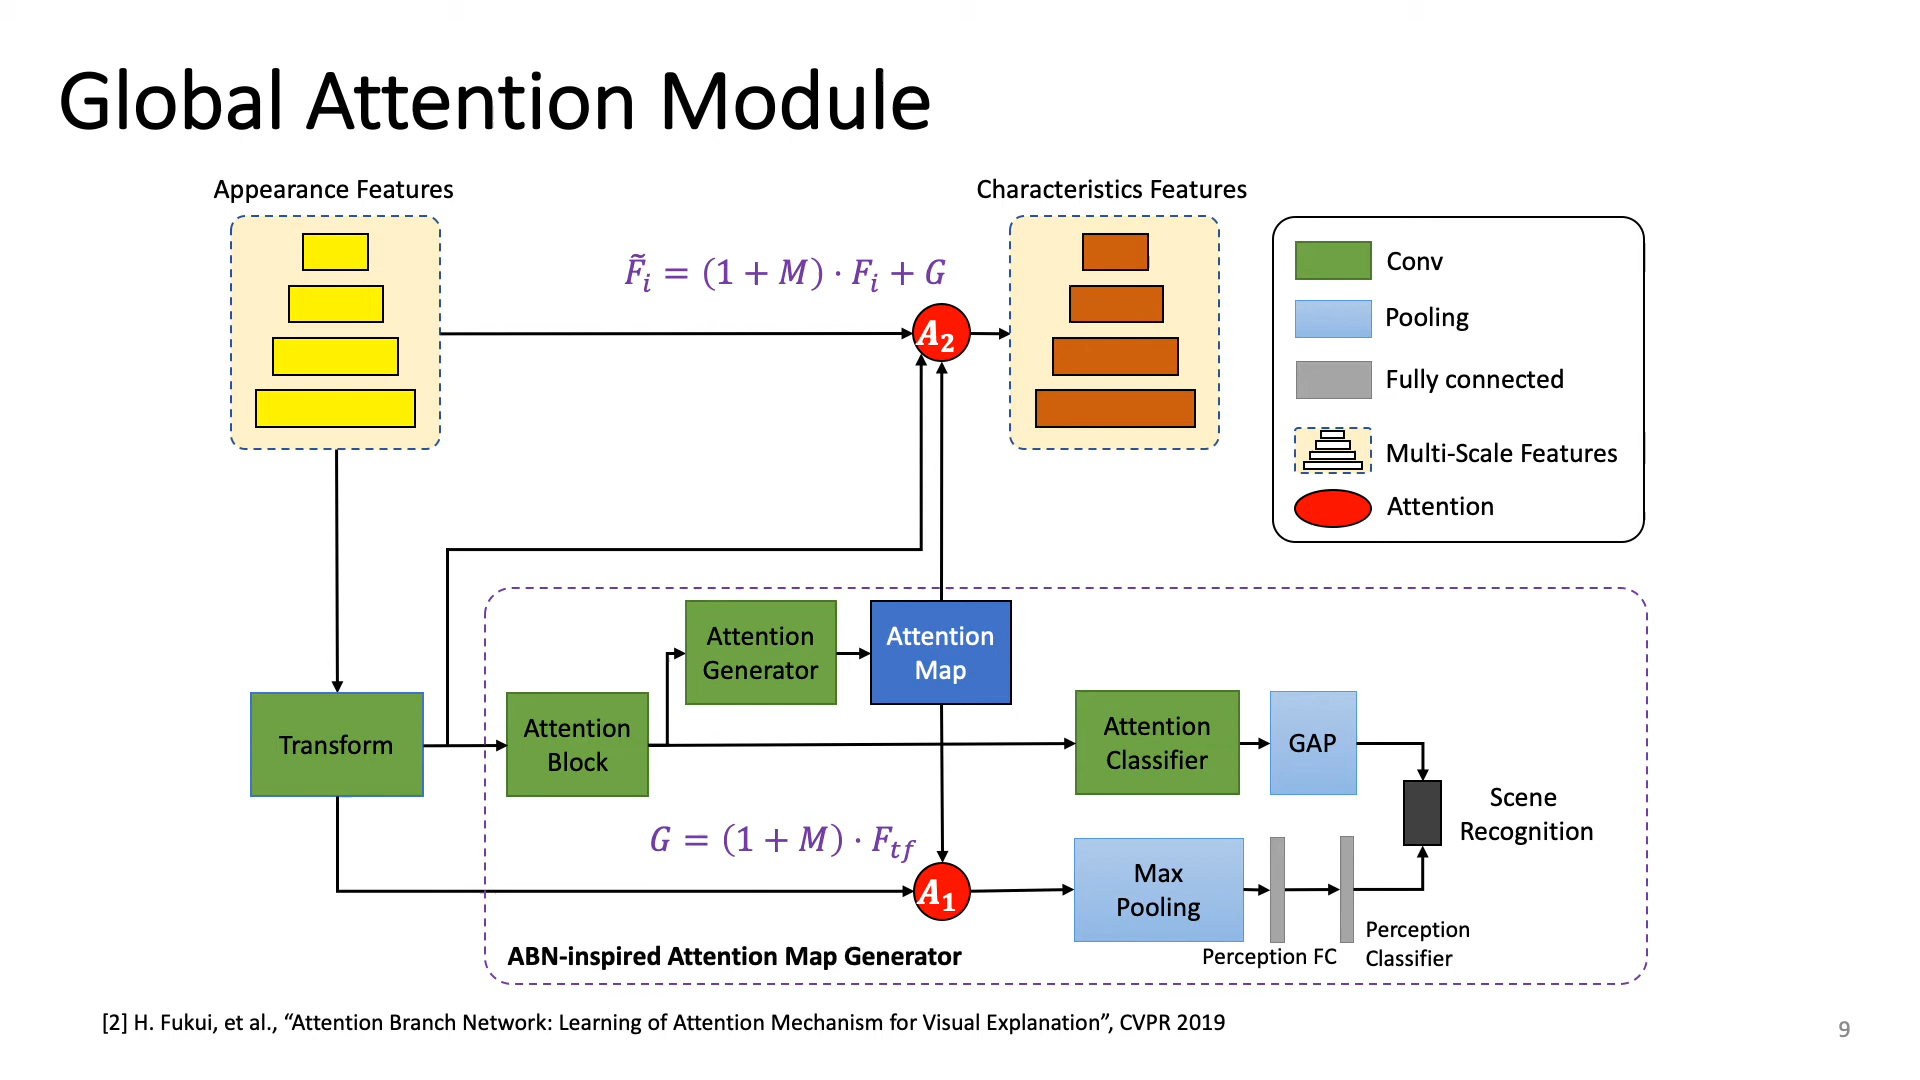 Global Attention Module
Appearance Features
Characteristics Features
F̃ᵢ = (1 + M) · Fᵢ + G
A₂
Conv
Pooling
Fully connected
Multi-Scale Features
Attention
Attention
Generator
Attention
Map
Transform
Attention
Block
Attention
Classifier
GAP
Scene
Recognition
G = (1 + M) · F_tf
A₁
Max
Pooling
Perception FC
Perception
Classifier
ABN-inspired Attention Map Generator
[2] H. Fukui, et al., “Attention Branch Network: Learning of Attention Mechanism for Visual Explanation”, CVPR 2019
9